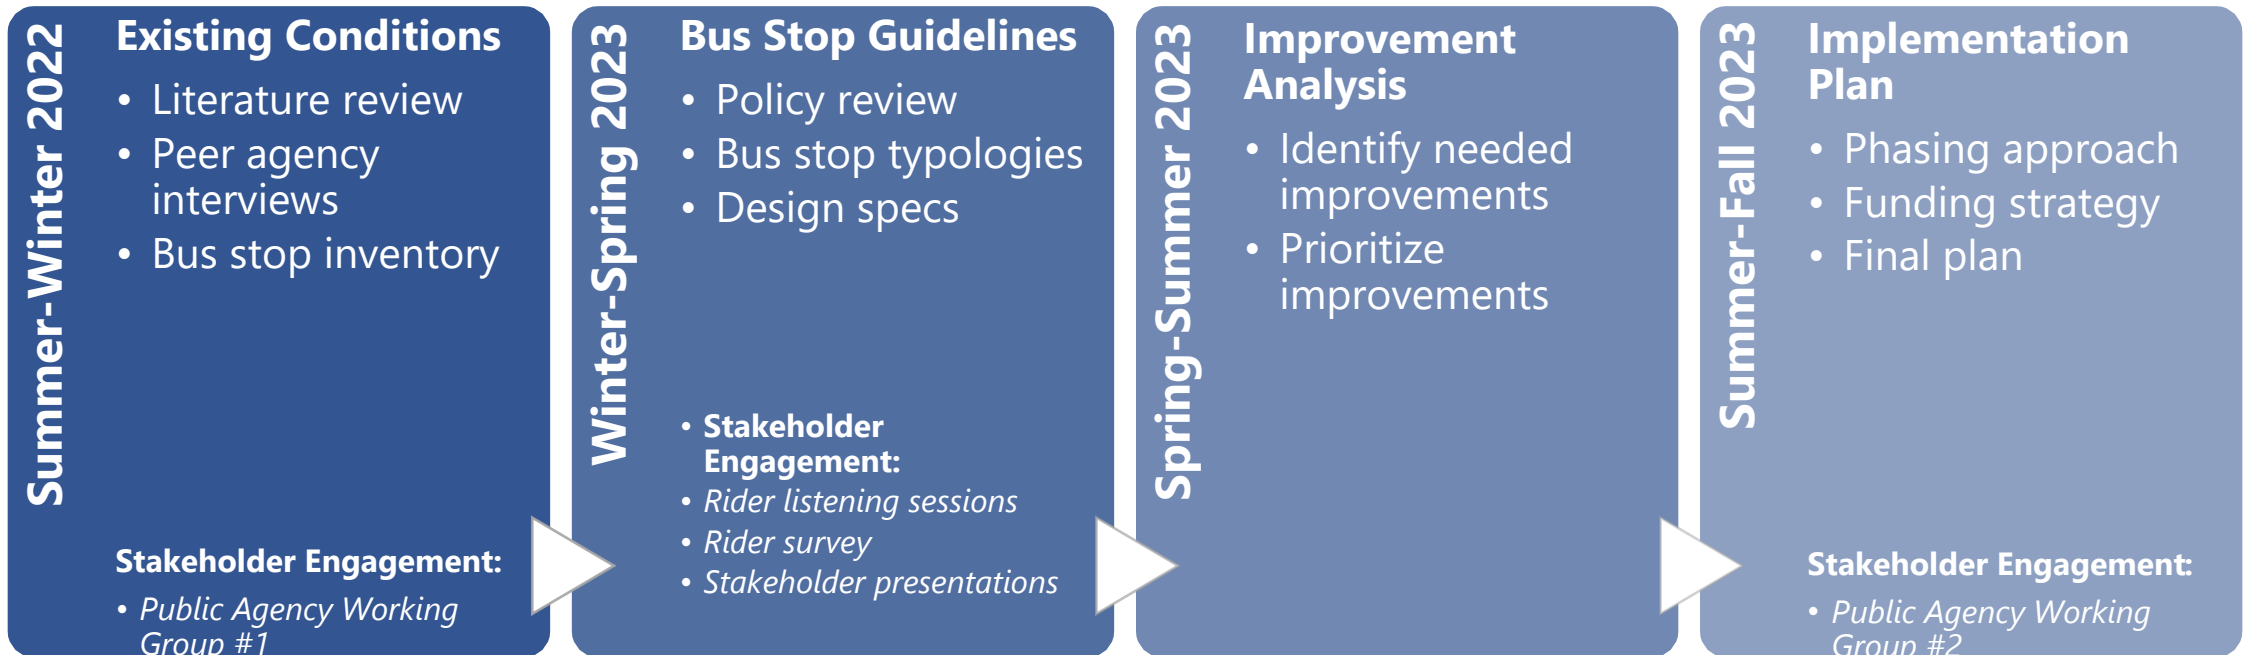 Summer-Winter 2022
Existing Conditions
• Literature review
• Peer agency
interviews
• Bus stop inventory
Stakeholder Engagement:
• Public Agency Working
Group #1
Winter-Spring 2023
Bus Stop Guidelines
• Policy review
• Bus stop typologies
• Design specs
• Stakeholder
Engagement:
• Rider listening sessions
• Rider survey
• Stakeholder presentations
Spring-Summer 2023
Improvement
Analysis
• Identify needed
improvements
• Prioritize
improvements
Summer-Fall 2023
Implementation
Plan
• Phasing approach
• Funding strategy
• Final plan
Stakeholder Engagement:
• Public Agency Working
Group #2